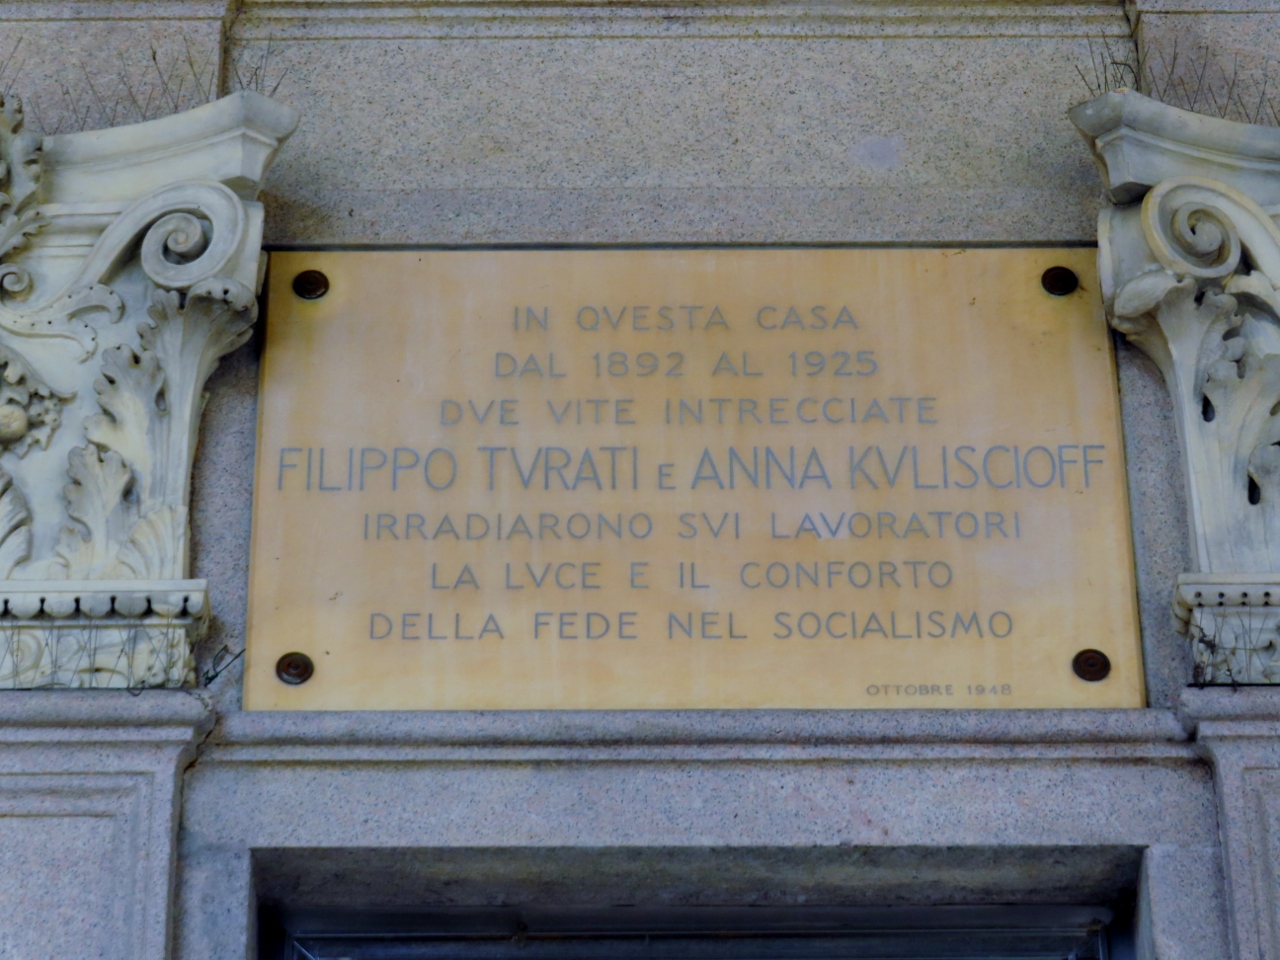 IN QVESTA CASA
DAL 1892 AL 1925
DVE VITE INTRECCIATE
FILIPPO TVRATI E ANNA KVLISCIOFF
IRRADIARONO SVI LAVORATORI
LA LVCE E IL CONFORTO
DELLA FEDE NEL SOCIALISMO
OTTOBRE 1948